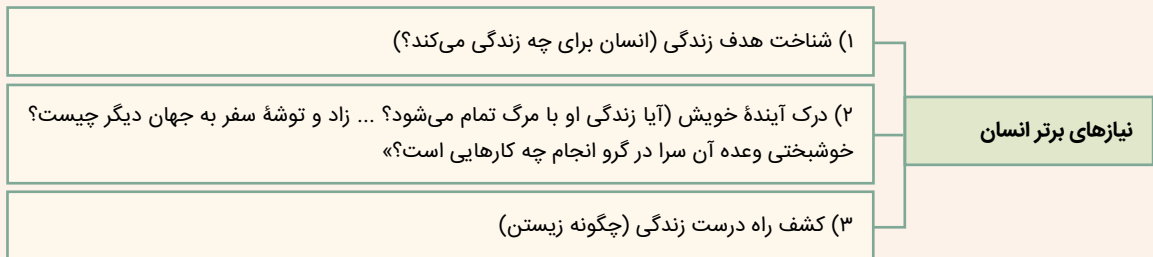 نیازهای برتر انسان
۱) شناخت هدف زندگی (انسان برای چه زندگی می‌کند؟)
۲) درک آیندهٔ خویش (آیا زندگی او با مرگ تمام می‌شود؟ ... زاد و توشهٔ سفر به جهان دیگر چیست؟
خوشبختی وعده آن سرا در گرو انجام چه کارهایی است؟»
۳) کشف راه درست زندگی (چگونه زیستن)